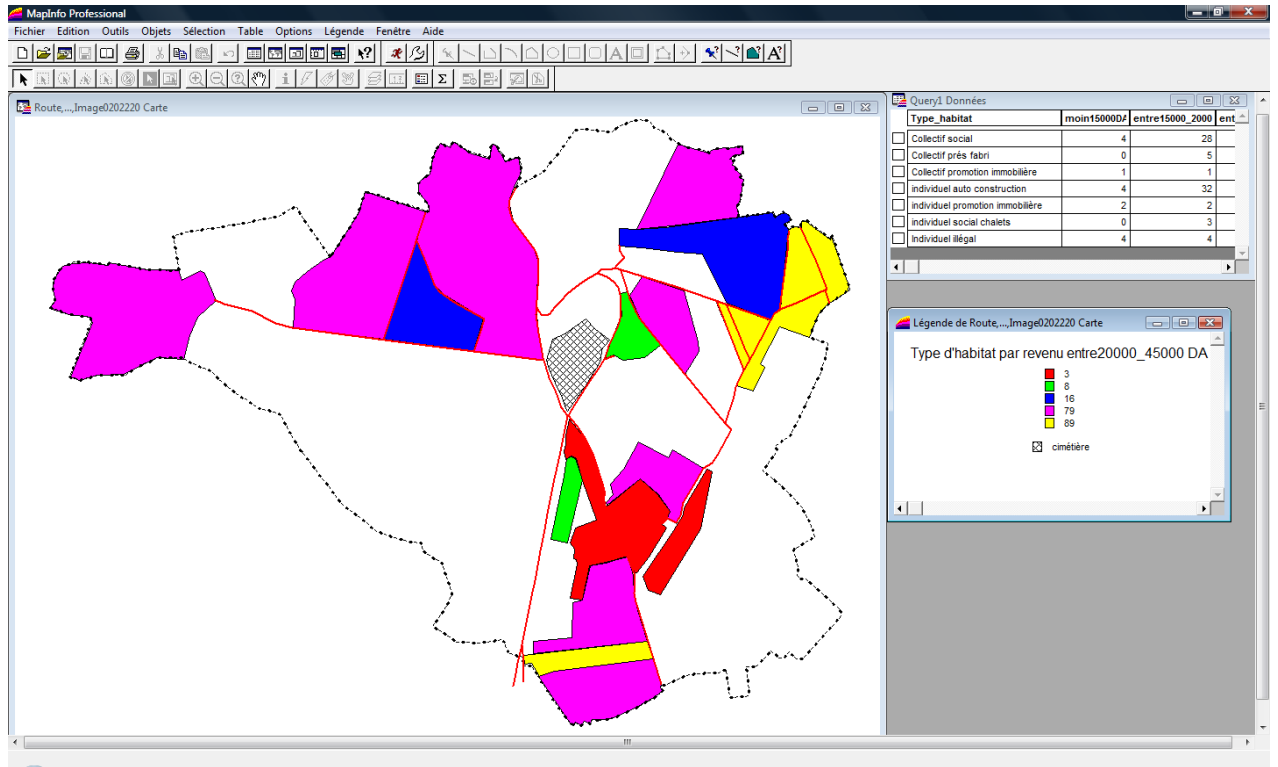 MapInfo Professional
Fichier Edition Outils Objets Sélection Table Options Légende Fenêtre Aide
Route,...,Image0202220 Carte
Query1 Données
Type_habitat moin15000DA entre15000_2000 ent
Collectif social 4 28
Collectif prés fabri 0 5
Collectif promotion immobilière 1 1
individuel auto construction 4 32
individuel promotion immobilière 2 2
individuel social chalets 0 3
Individuel illégal 4 4
Légende de Route,...,Image0202220 Carte
Type d'habitat par revenu entre20000_45000 DA
3
8
16
79
89
cimétière